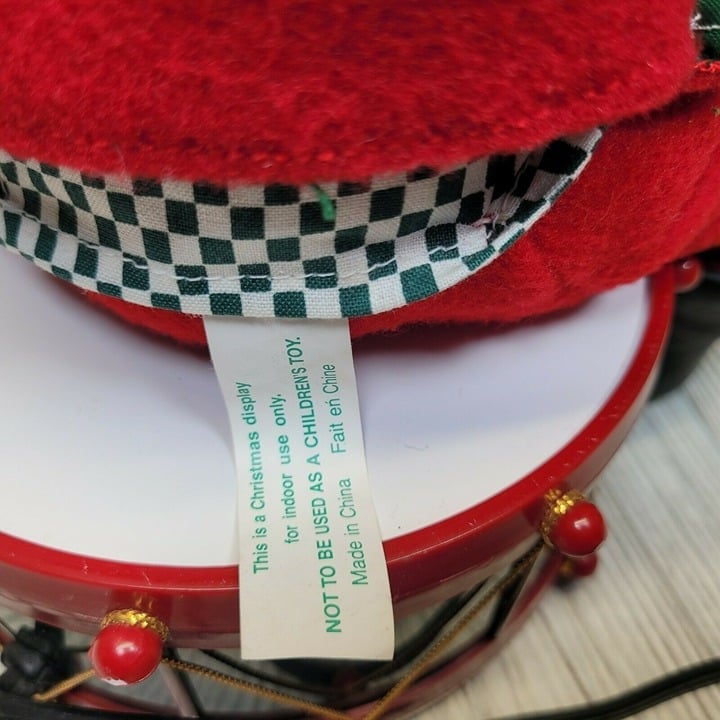 This is a Christmas display
for indoor use only.
NOT TO BE USED AS A CHILDREN'S TOY.
Made in China Fait en Chine